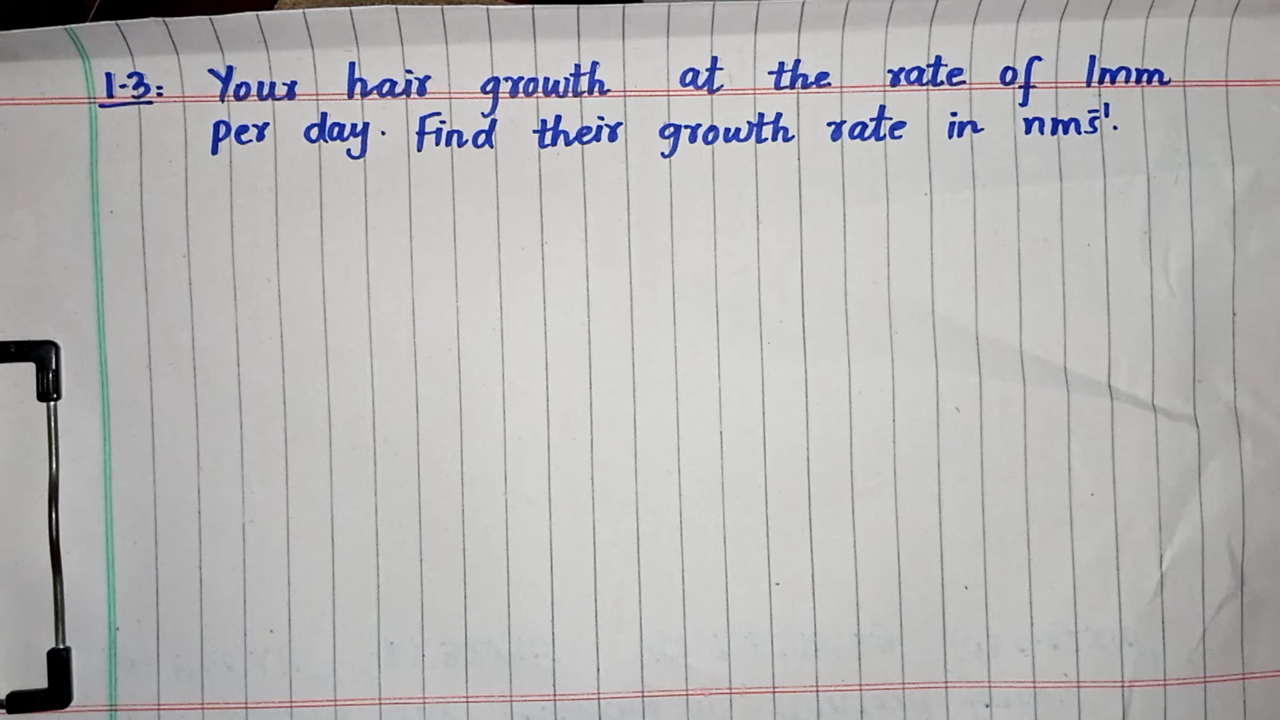 1.3: Your hair growth at the rate of 1mm
per day. Find their growth rate in nms⁻¹.